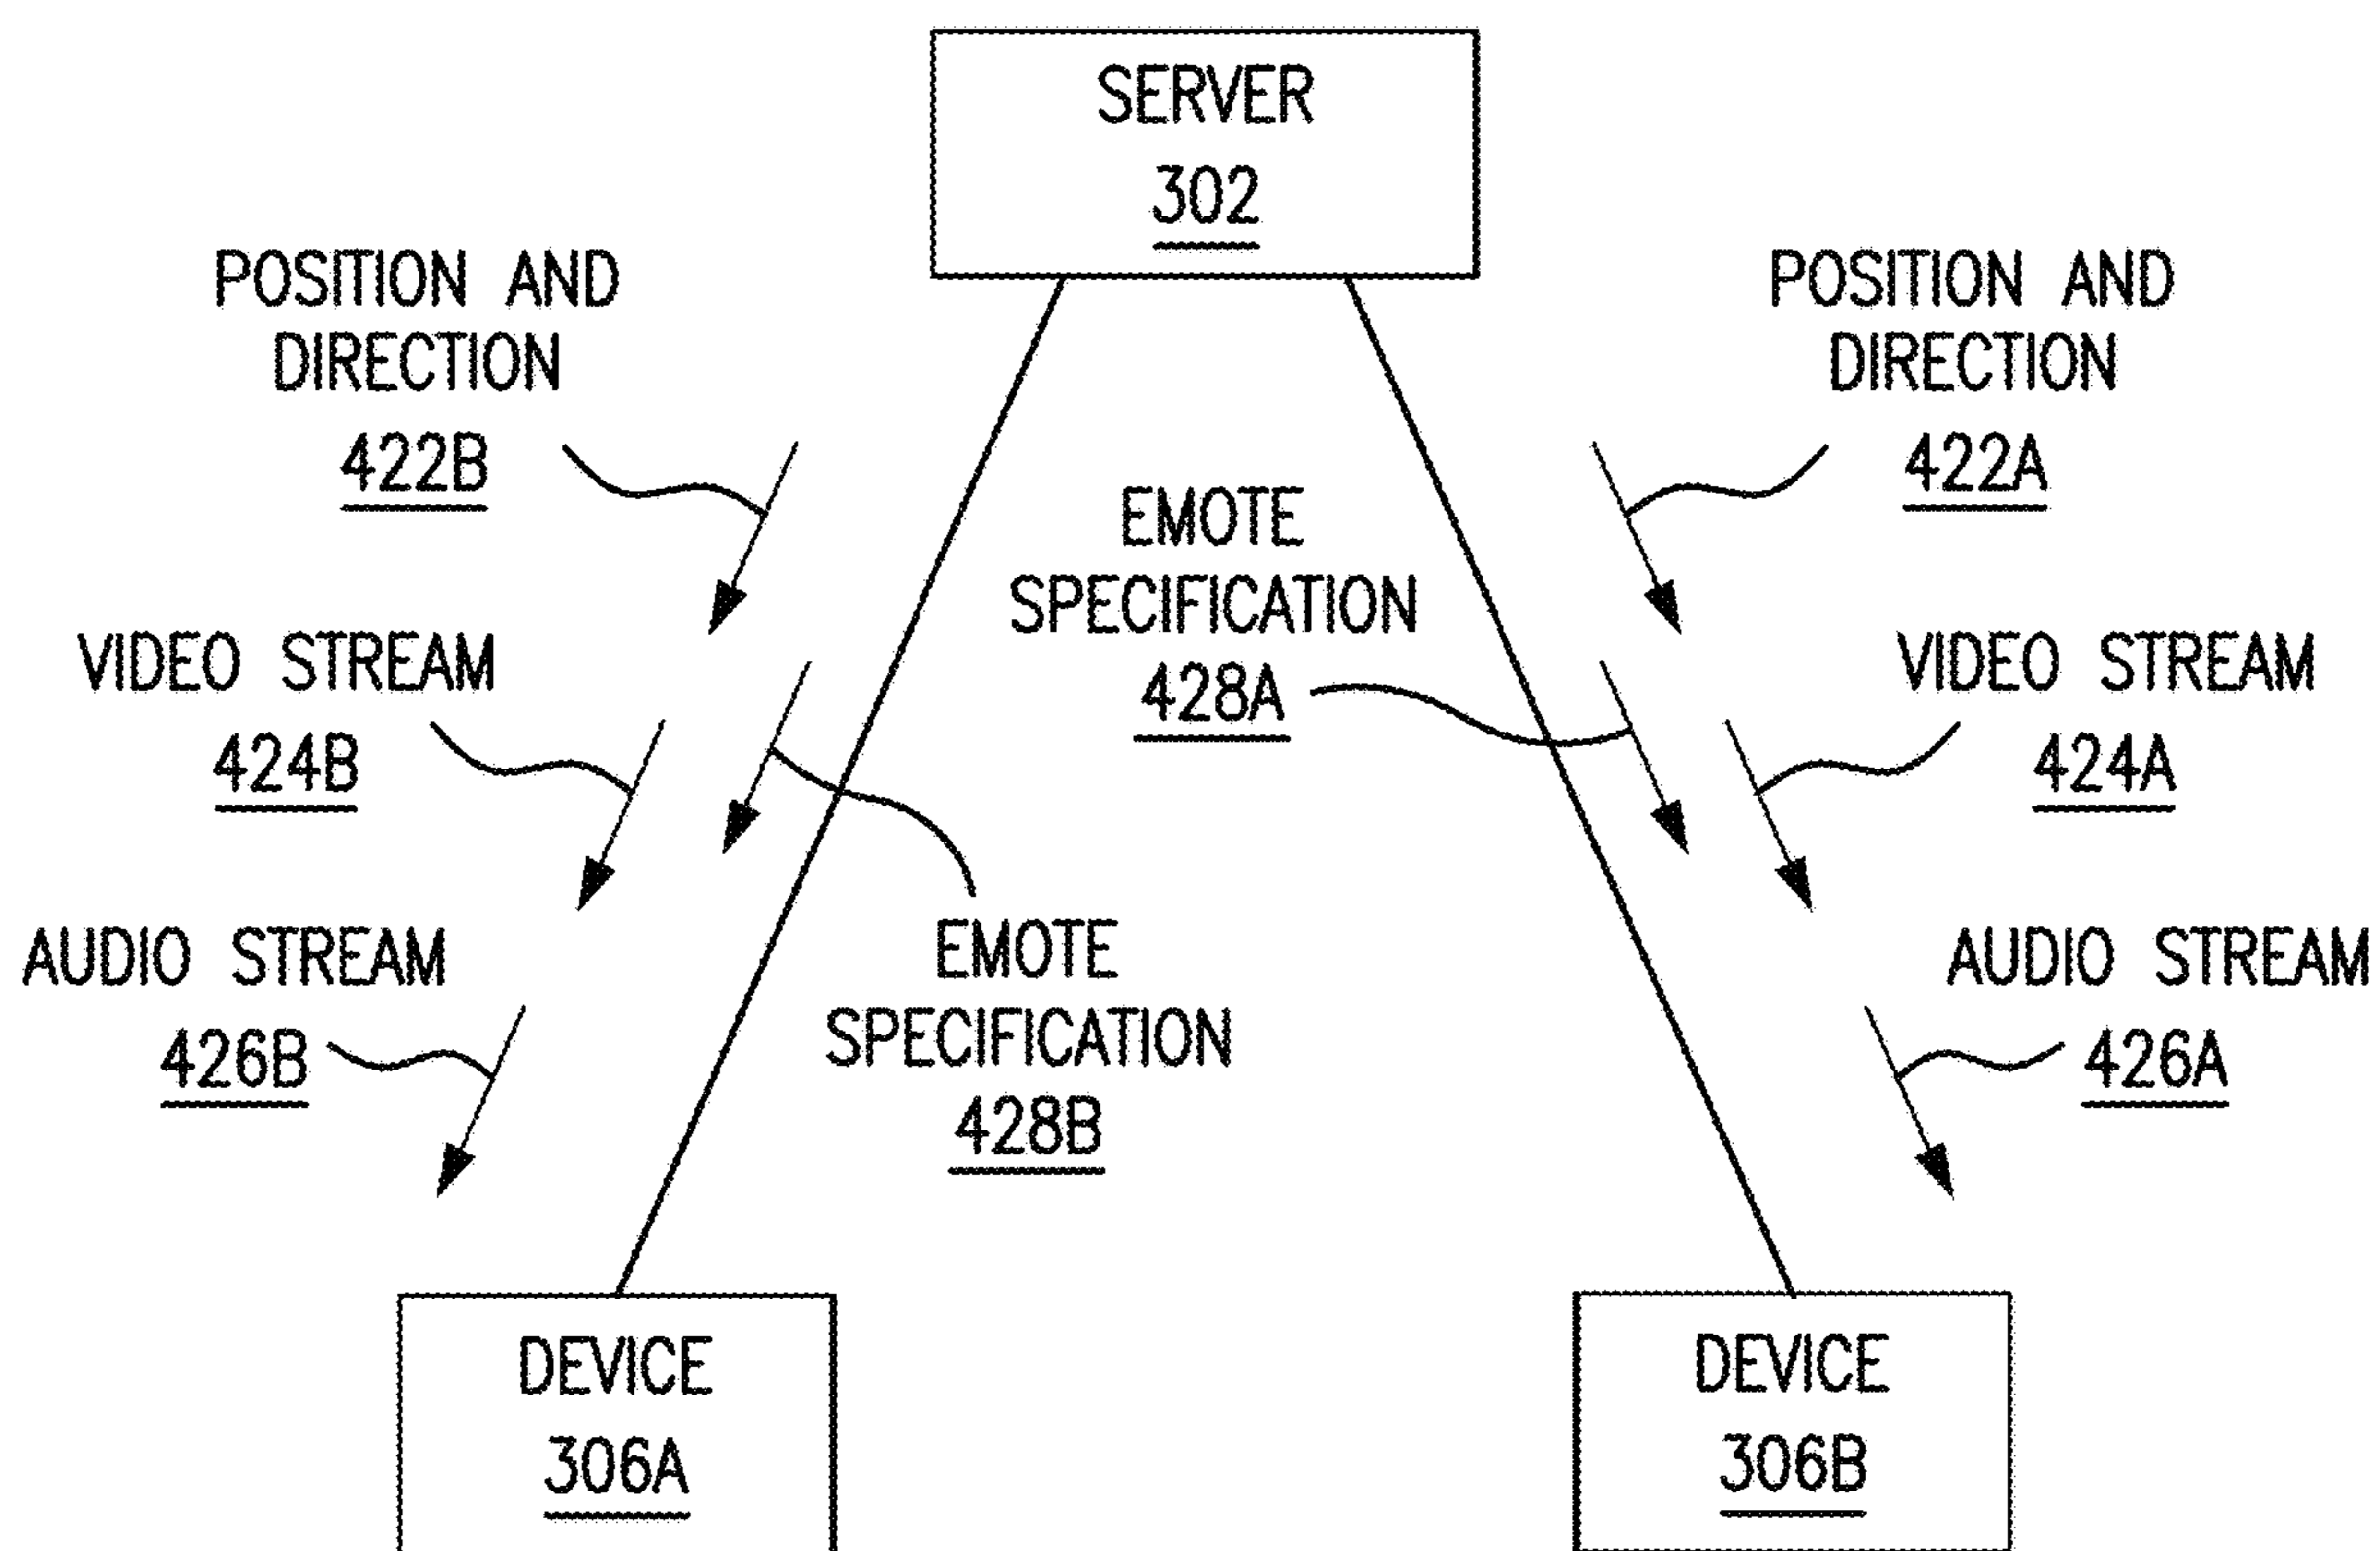 SERVER
302
POSITION AND
DIRECTION
422B
POSITION AND
DIRECTION
422A
EMOTE
SPECIFICATION
428A
VIDEO STREAM
424B
VIDEO STREAM
424A
AUDIO STREAM
426B
EMOTE
SPECIFICATION
428B
AUDIO STREAM
426A
DEVICE
306A
DEVICE
306B